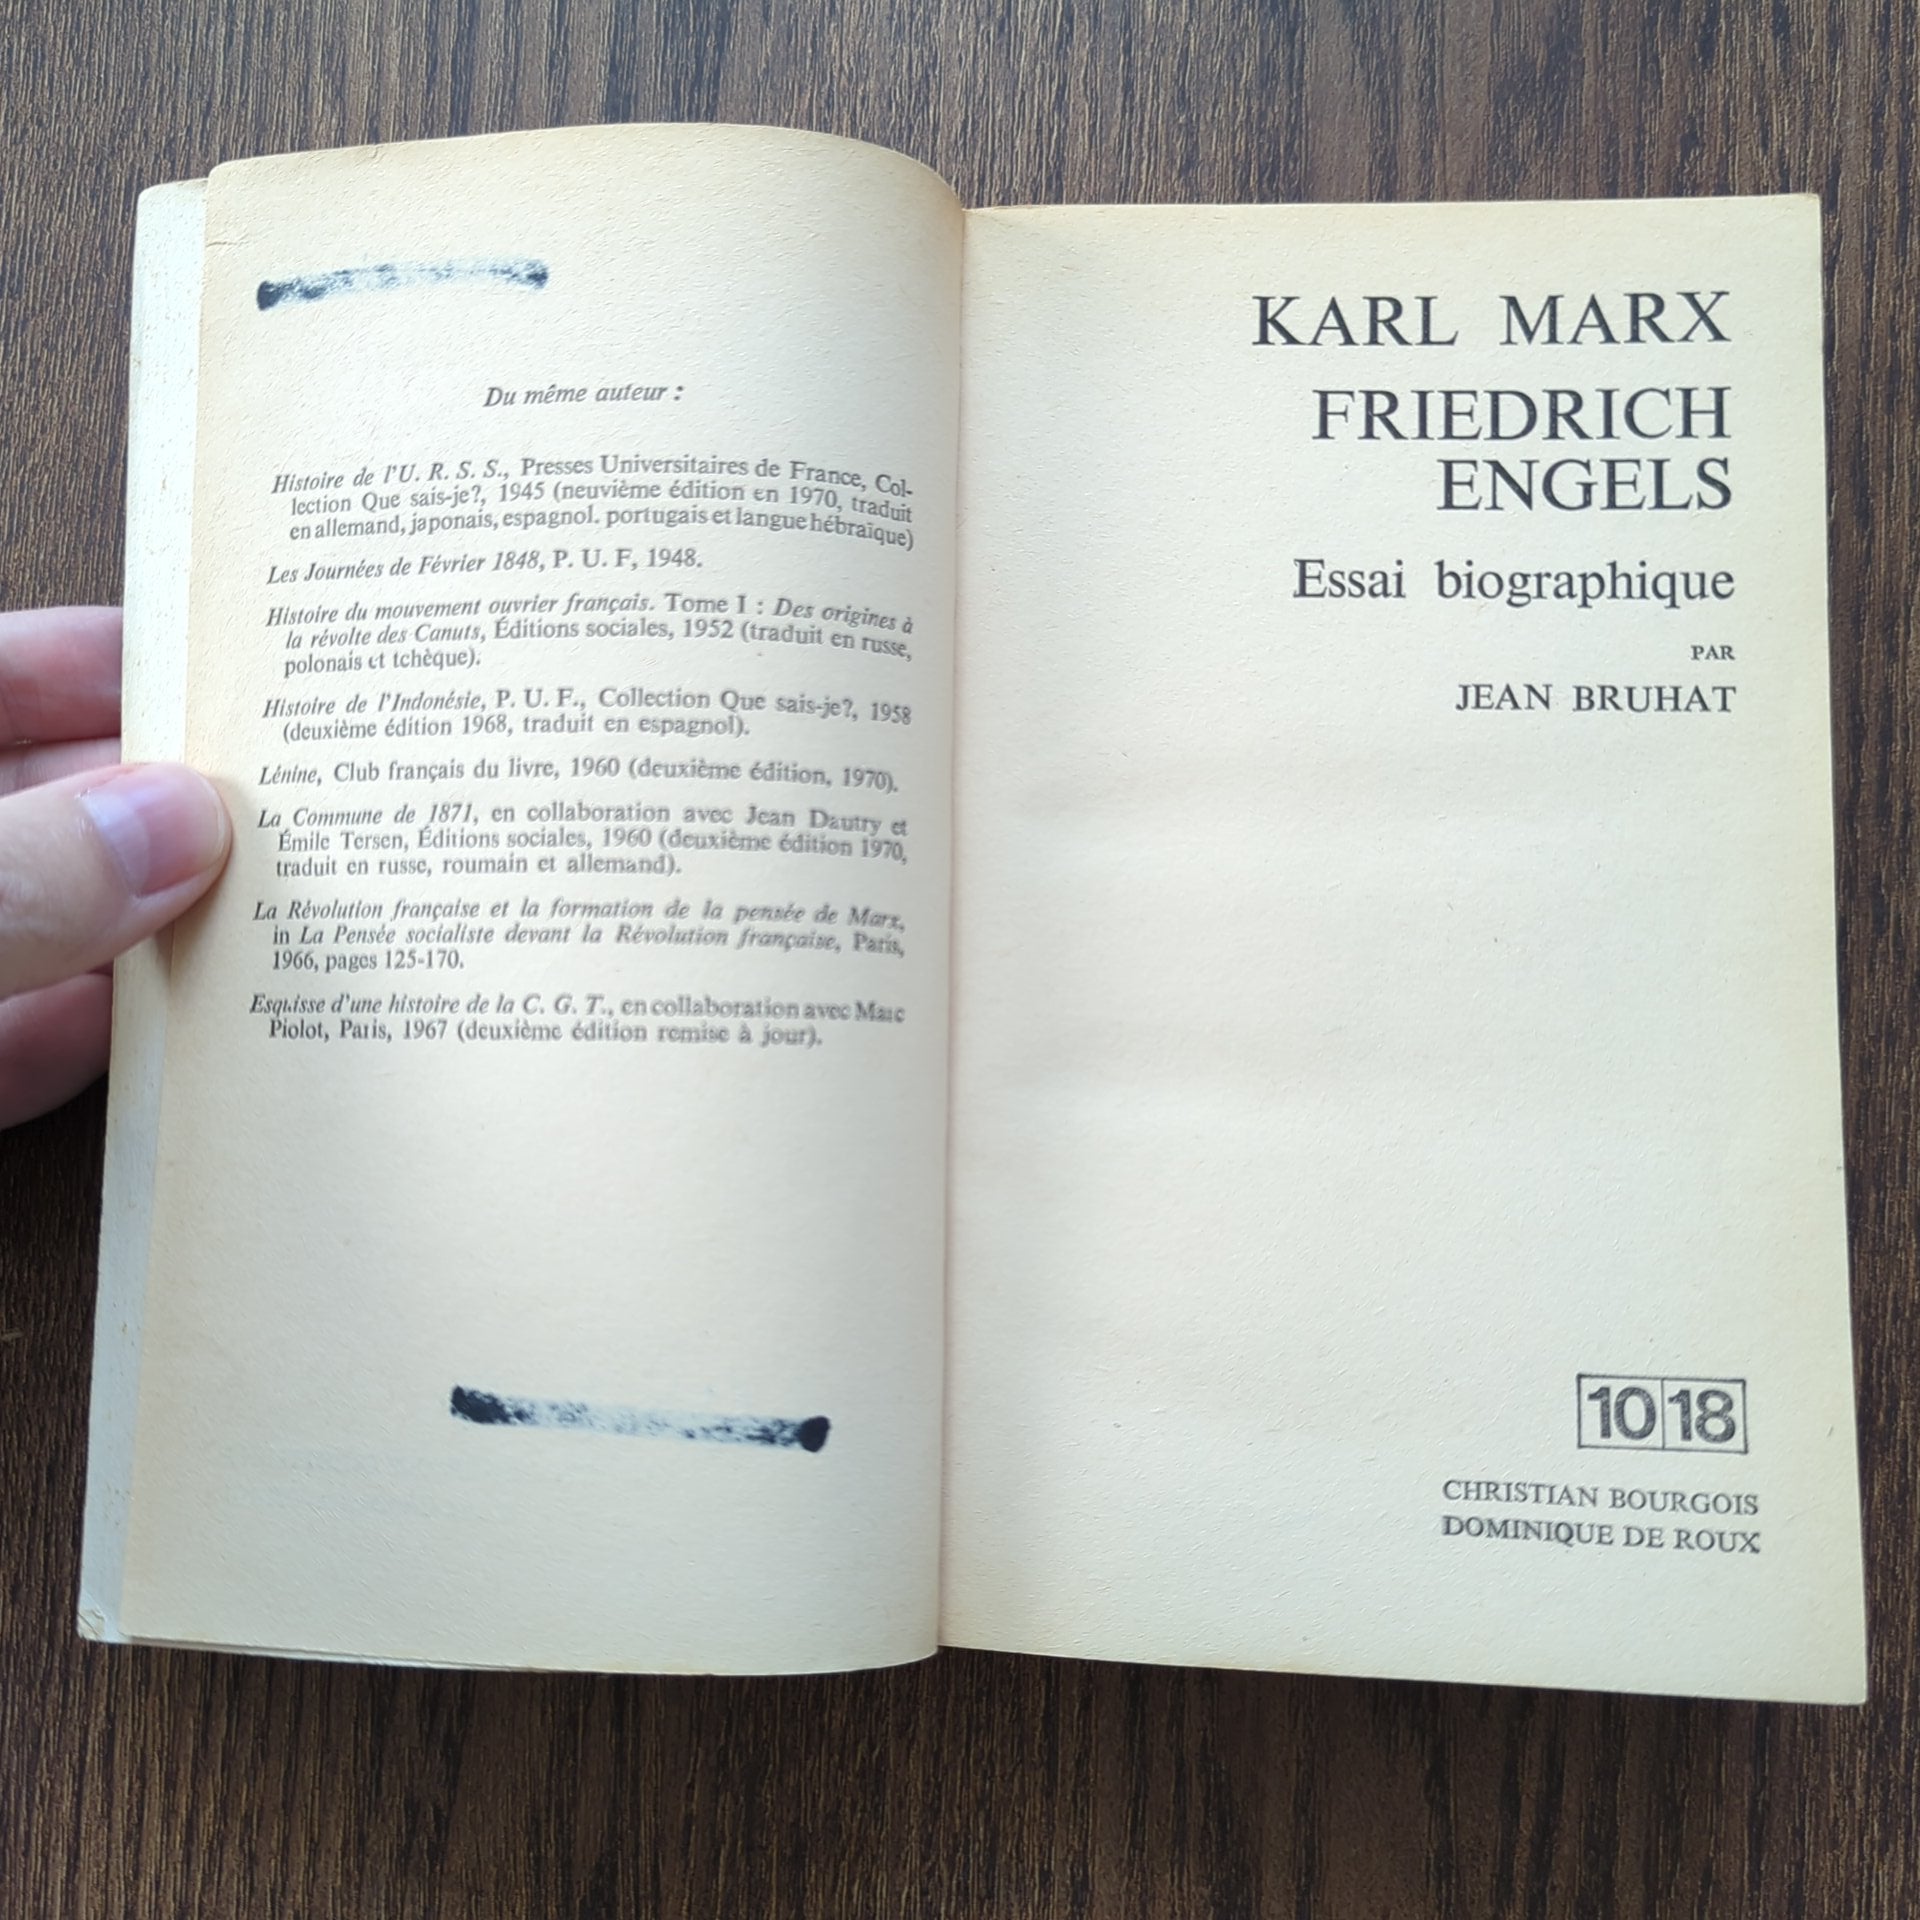 Du même auteur :
Histoire de l'U. R. S. S., Presses Universitaires de France, Col-
lection Que sais-je?, 1945 (neuvième édition en 1970, traduit
en allemand, japonais, espagnol. portugais et langue hébraïque)
Les Journées de Février 1848, P. U. F, 1948.
Histoire du mouvement ouvrier français. Tome I : Des origines à
la révolte des Canuts, Éditions sociales, 1952 (traduit en russe,
polonais et tchèque).
Histoire de l'Indonésie, P. U. F., Collection Que sais-je?, 1958
(deuxième édition 1968, traduit en espagnol).
Lénine, Club français du livre, 1960 (deuxième édition, 1970).
La Commune de 1871, en collaboration avec Jean Dautry et
Émile Tersen, Éditions sociales, 1960 (deuxième édition 1970,
traduit en russe, roumain et allemand).
La Révolution française et la formation de la pensée de Marx,
in La Pensée socialiste devant la Révolution française, Paris,
1966, pages 125-170.
Esquisse d'une histoire de la C. G. T., en collaboration avec Marc
Piolot, Paris, 1967 (deuxième édition remise à jour).
KARL MARX
FRIEDRICH
ENGELS
Essai biographique
PAR
JEAN BRUHAT
10 18
CHRISTIAN BOURGOIS
DOMINIQUE DE ROUX